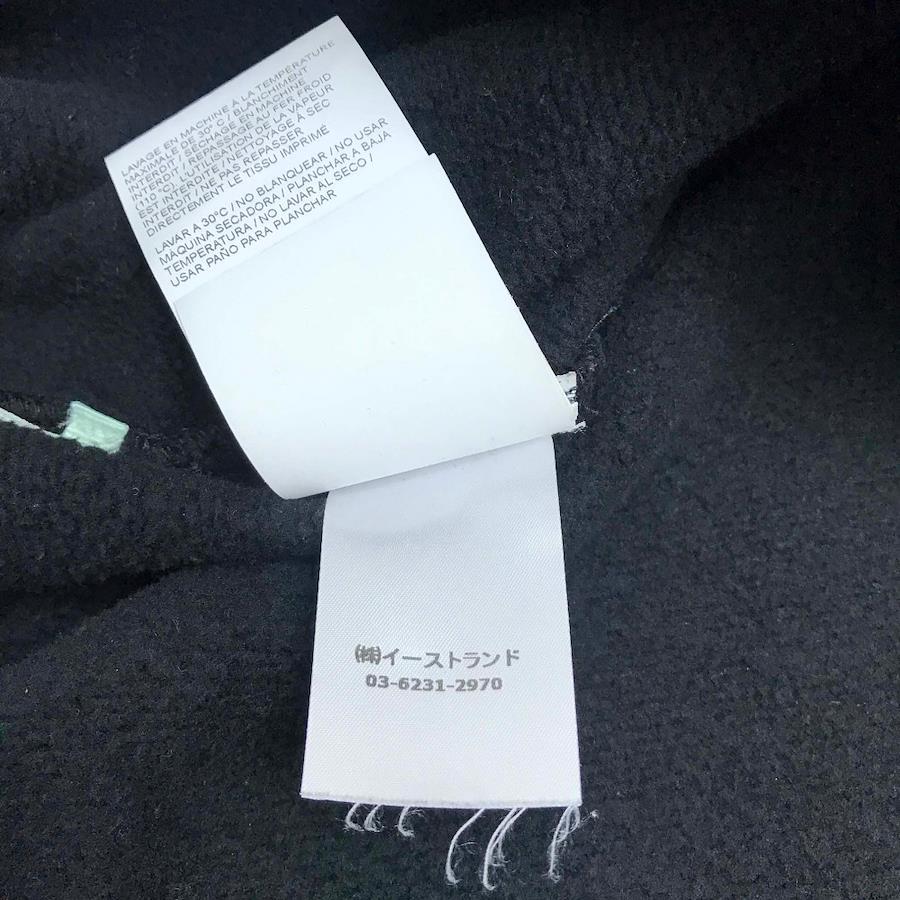 LAVAGE EN MACHINE À LA TEMPÉRATURE
MAXIMALE DE 30°C / BLANCHIMENT
INTERDIT / SÉCHAGE EN MACHINE
INTERDIT / REPASSAGE AU FER FROID
(110°C) L'UTILISATION DE LA VAPEUR
EST INTERDITE / NETTOYAGE À SEC
INTERDIT / NE PAS REPASSER
DIRECTEMENT LE TISU IMPRIMÉ
LAVAR A 30°C / NO BLANQUEAR / NO USAR
MÁQUINA SECADORA / PLANCHAR A BAJA
TEMPERATURA / NO LAVAR AL SECO /
USAR PAÑO PARA PLANCHAR
㈱イーストランド
03-6231-2970